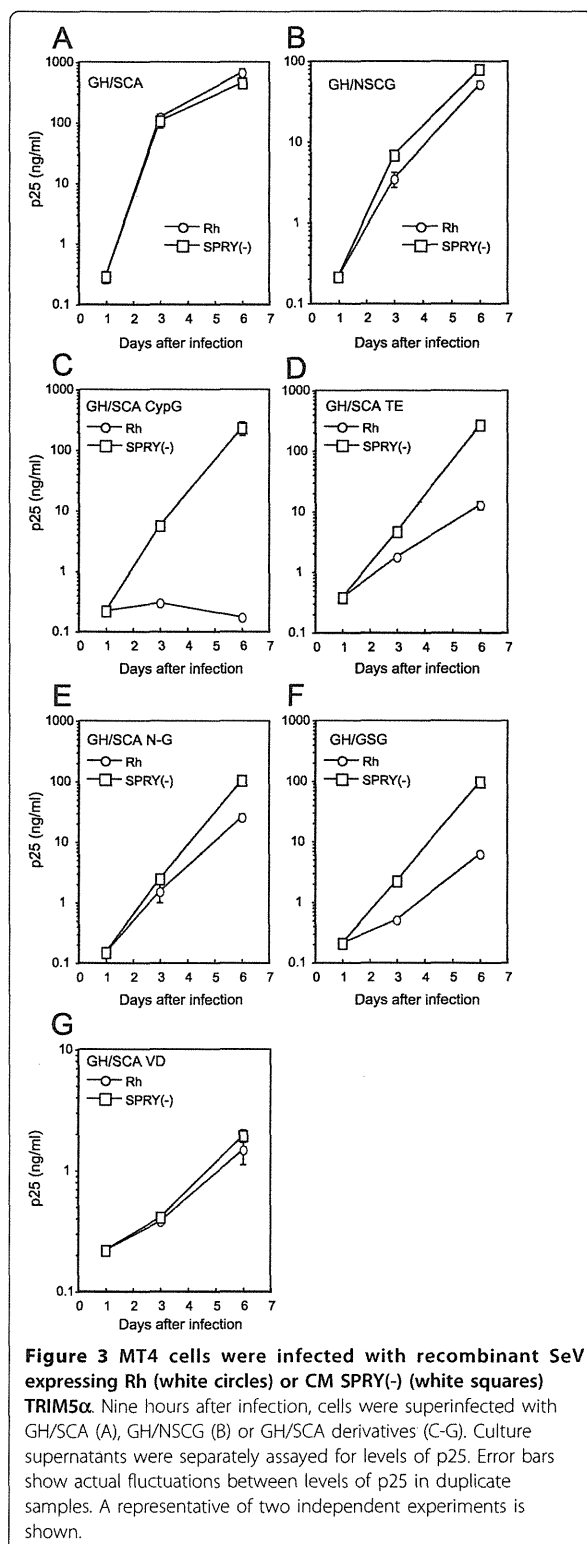 A
1000
100
10
1
0.1
p25 (ng/ml)
GH/SCA
Rh
SPRY(-)
0 1 2 3 4 5 6 7
Days after infection
B
100
10
1
0.1
GH/NSCG
Rh
SPRY(-)
0 1 2 3 4 5 6 7
Days after infection
C
1000
100
10
1
0.1
p25 (ng/ml)
GH/SCA CypG
Rh
SPRY(-)
0 1 2 3 4 5 6 7
Days after infection
D
1000
100
10
1
0.1
GH/SCA TE
Rh
SPRY(-)
0 1 2 3 4 5 6 7
Days after infection
E
1000
100
10
1
0.1
p25 (ng/ml)
GH/SCA N-G
Rh
SPRY(-)
0 1 2 3 4 5 6 7
Days after infection
F
1000
100
10
1
0.1
GH/GSG
Rh
SPRY(-)
0 1 2 3 4 5 6 7
Days after infection
G
10
1
0.1
p25 (ng/ml)
GH/SCA VD
Rh
SPRY(-)
0 1 2 3 4 5 6 7
Days after infection
Figure 3 MT4 cells were infected with recombinant SeV
expressing Rh (white circles) or CM SPRY(-) (white squares)
TRIM5α. Nine hours after infection, cells were superinfected with
GH/SCA (A), GH/NSCG (B) or GH/SCA derivatives (C-G). Culture
supernatants were separately assayed for levels of p25. Error bars
show actual fluctuations between levels of p25 in duplicate
samples. A representative of two independent experiments is
shown.